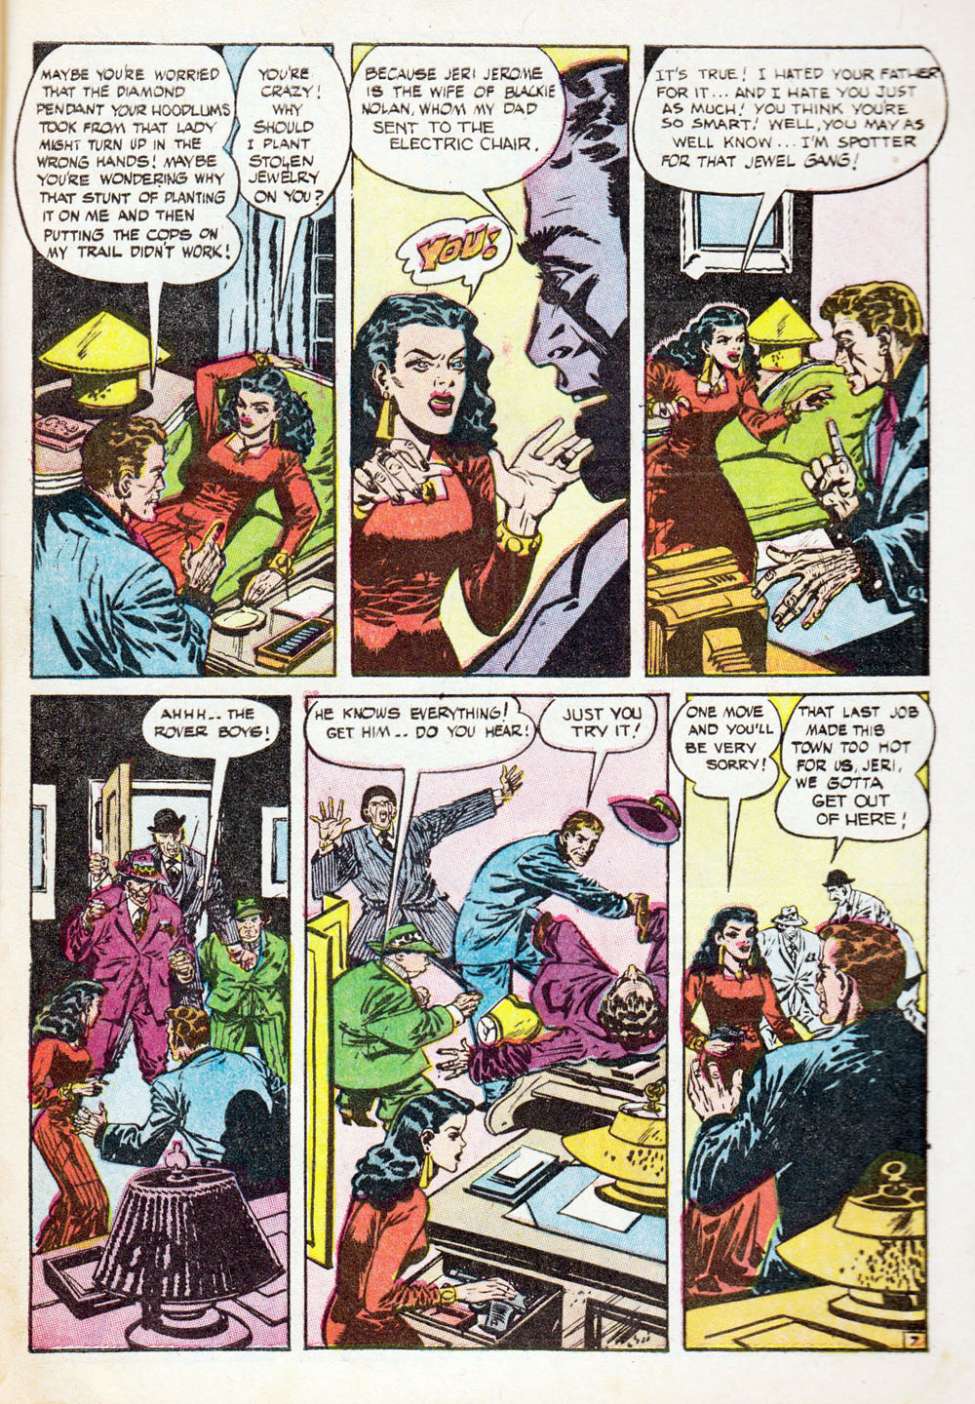 MAYBE YOU'RE WORRIED
THAT THE DIAMOND
PENDANT YOUR HOODLUMS
TOOK FROM THAT LADY
MIGHT TURN UP IN THE
WRONG HANDS! MAYBE
YOU'RE WONDERING WHY
THAT STUNT OF PLANTING
IT ON ME AND THEN
PUTTING THE COPS ON
MY TRAIL DIDN'T WORK!
YOU'RE
CRAZY!
WHY
SHOULD
I PLANT
STOLEN
JEWELRY
ON YOU?
BECAUSE JERI JEROME
IS THE WIFE OF BLACKIE
NOLAN, WHOM MY DAD
SENT TO THE
ELECTRIC CHAIR.
YOU!
IT'S TRUE! I HATED YOUR FATHER
FOR IT... AND I HATE YOU JUST
AS MUCH! YOU THINK YOU'RE
SO SMART! WELL, YOU MAY AS
WELL KNOW... I'M SPOTTER
FOR THAT JEWEL GANG!
AHHH-.. THE
ROVER BOYS!
HE KNOWS EVERYTHING!
GET HIM-.. DO YOU HEAR!
JUST YOU
TRY IT!
ONE MOVE
AND YOU'LL
BE VERY
SORRY!
THAT LAST JOB
MADE THIS
TOWN TOO HOT
FOR US, JERI.
WE GOTTA
GET OUT
OF HERE!
7